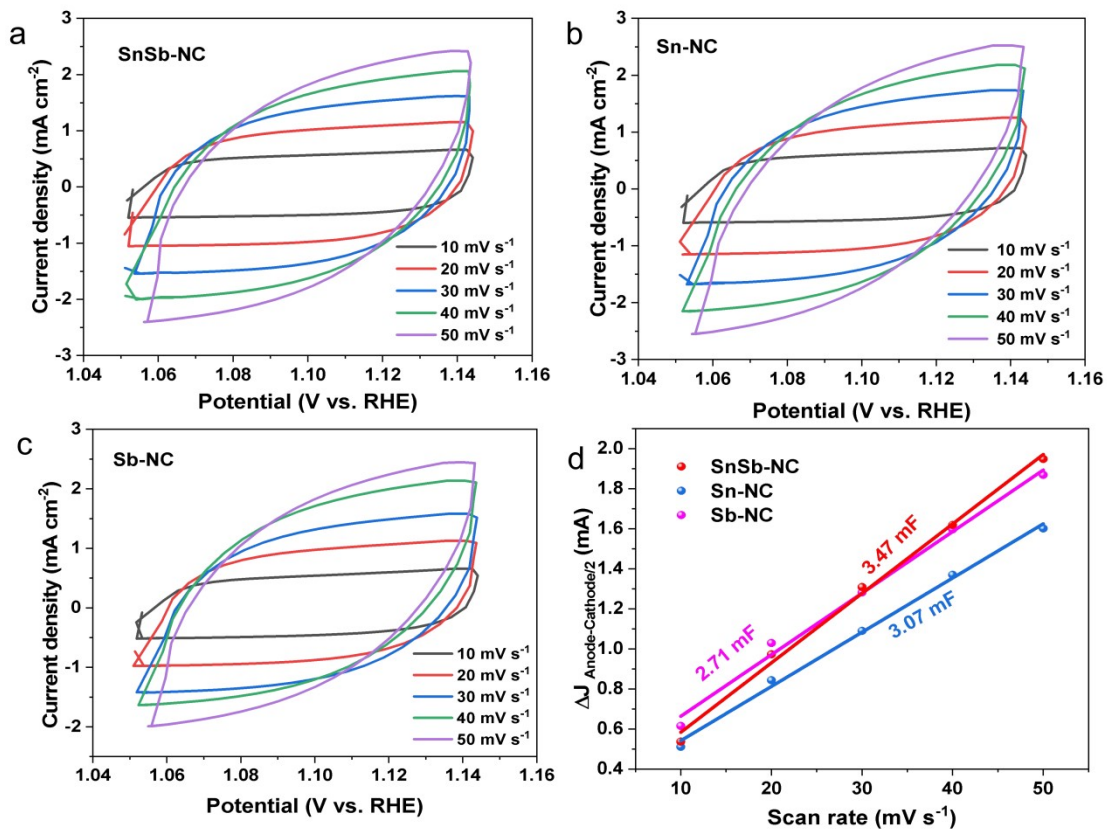 a
SnSb-NC
3
2
1
0
-1
-2
-3
Current density (mA cm⁻²)
10 mV s⁻¹
20 mV s⁻¹
30 mV s⁻¹
40 mV s⁻¹
50 mV s⁻¹
1.04 1.06 1.08 1.10 1.12 1.14 1.16
Potential (V vs. RHE)
b
Sn-NC
3
2
1
0
-1
-2
-3
Current density (mA cm⁻²)
10 mV s⁻¹
20 mV s⁻¹
30 mV s⁻¹
40 mV s⁻¹
50 mV s⁻¹
1.04 1.06 1.08 1.10 1.12 1.14 1.16
Potential (V vs. RHE)
c
Sb-NC
3
2
1
0
-1
-2
Current density (mA cm⁻²)
10 mV s⁻¹
20 mV s⁻¹
30 mV s⁻¹
40 mV s⁻¹
50 mV s⁻¹
1.04 1.06 1.08 1.10 1.12 1.14 1.16
Potential (V vs. RHE)
d
SnSb-NC
Sn-NC
Sb-NC
2.0
1.8
1.6
1.4
1.2
1.0
0.8
0.6
0.4
ΔJ Anode-Cathode/2 (mA)
3.47 mF
2.71 mF
3.07 mF
10 20 30 40 50
Scan rate (mV s⁻¹)